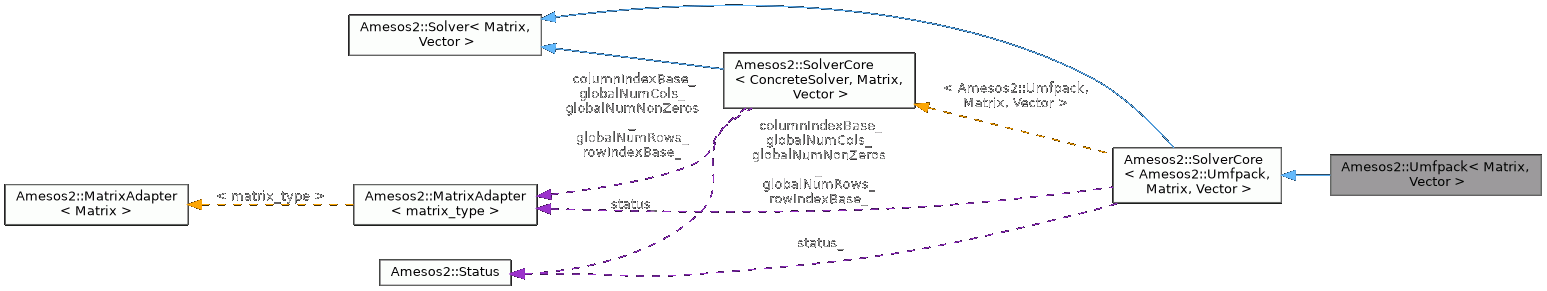 Amesos2::Solver< Matrix,
Vector >
Amesos2::SolverCore
< ConcreteSolver, Matrix,
Vector >
columnIndexBase_
globalNumCols_
globalNumNonZeros
_
globalNumRows_
rowIndexBase_
< Amesos2::Umfpack,
Matrix, Vector >
columnIndexBase_
globalNumCols_
globalNumNonZeros
_
globalNumRows_
rowIndexBase_
Amesos2::SolverCore
< Amesos2::Umfpack,
Matrix, Vector >
Amesos2::Umfpack< Matrix,
Vector >
Amesos2::MatrixAdapter
< Matrix >
< matrix_type >
Amesos2::MatrixAdapter
< matrix_type >
status_
status_
Amesos2::Status